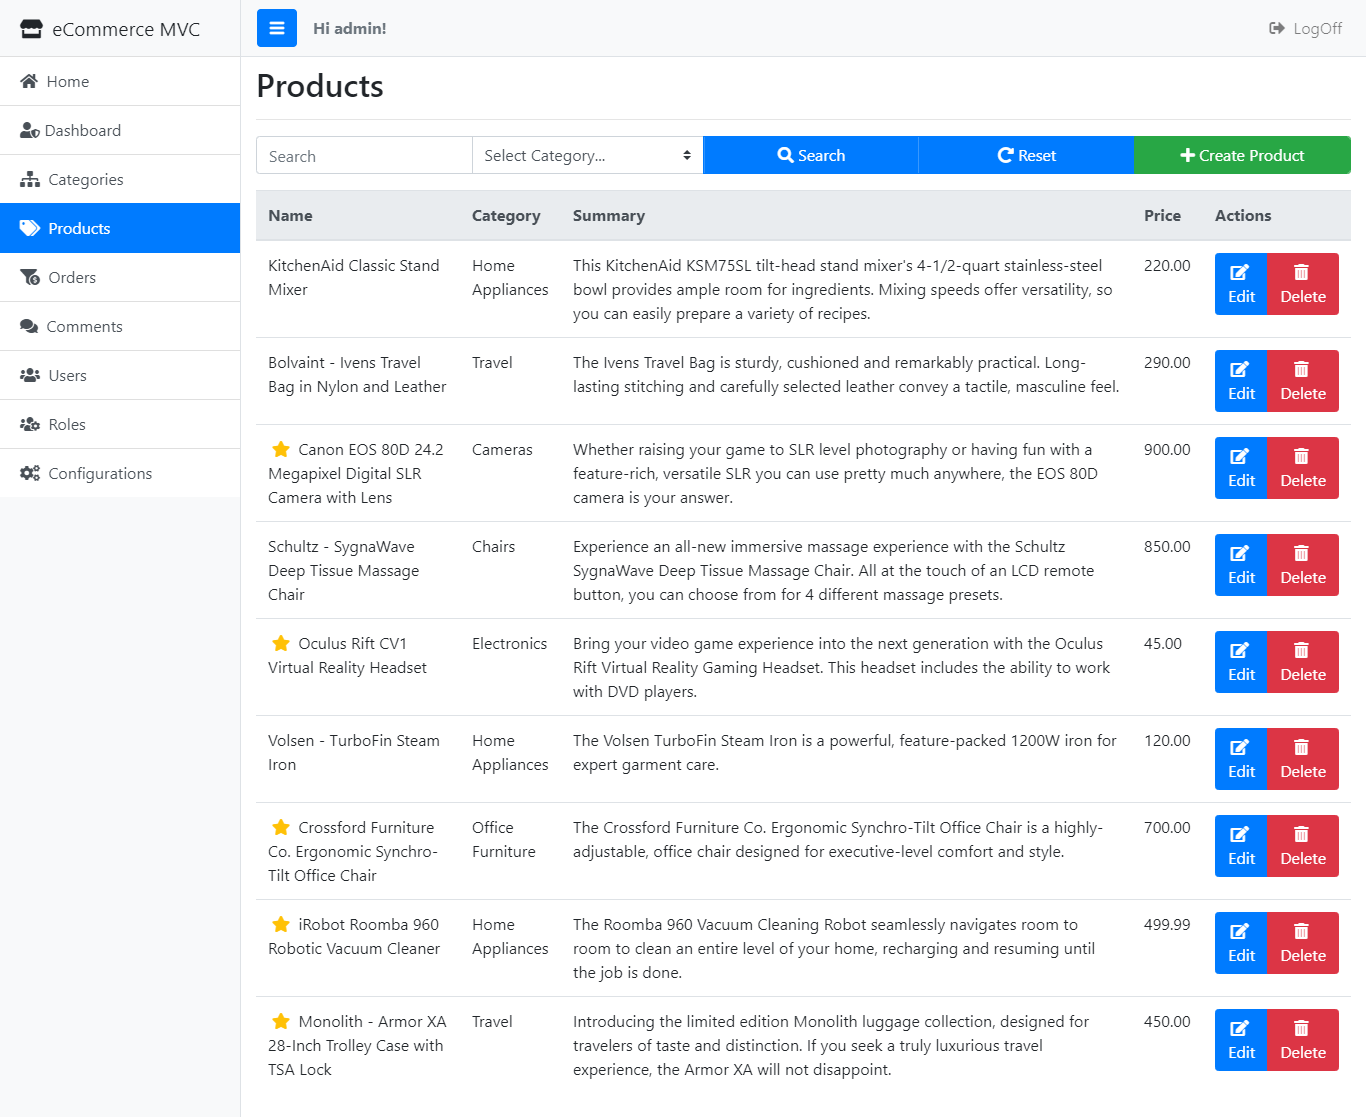 eCommerce MVC
Hi admin!
LogOff
Home
Dashboard
Categories
Products
Orders
Comments
Users
Roles
Configurations
Products
Search
Select Category...
Search
Reset
Create Product
Name Category Summary Price Actions
KitchenAid Classic Stand
Mixer
Home
Appliances
This KitchenAid KSM75SL tilt-head stand mixer's 4-1/2-quart stainless-steel
bowl provides ample room for ingredients. Mixing speeds offer versatility, so
you can easily prepare a variety of recipes.
220.00
Edit
Delete
Bolvaint - Ivens Travel
Bag in Nylon and Leather
Travel
The Ivens Travel Bag is sturdy, cushioned and remarkably practical. Long-
lasting stitching and carefully selected leather convey a tactile, masculine feel.
290.00
Edit
Delete
Canon EOS 80D 24.2
Megapixel Digital SLR
Camera with Lens
Cameras
Whether raising your game to SLR level photography or having fun with a
feature-rich, versatile SLR you can use pretty much anywhere, the EOS 80D
camera is your answer.
900.00
Edit
Delete
Schultz - SygnaWave
Deep Tissue Massage
Chair
Chairs
Experience an all-new immersive massage experience with the Schultz
SygnaWave Deep Tissue Massage Chair. All at the touch of an LCD remote
button, you can choose from for 4 different massage presets.
850.00
Edit
Delete
Oculus Rift CV1
Virtual Reality Headset
Electronics
Bring your video game experience into the next generation with the Oculus
Rift Virtual Reality Gaming Headset. This headset includes the ability to work
with DVD players.
45.00
Edit
Delete
Volsen - TurboFin Steam
Iron
Home
Appliances
The Volsen TurboFin Steam Iron is a powerful, feature-packed 1200W iron for
expert garment care.
120.00
Edit
Delete
Crossford Furniture
Co. Ergonomic Synchro-
Tilt Office Chair
Office
Furniture
The Crossford Furniture Co. Ergonomic Synchro-Tilt Office Chair is a highly-
adjustable, office chair designed for executive-level comfort and style.
700.00
Edit
Delete
iRobot Roomba 960
Robotic Vacuum Cleaner
Home
Appliances
The Roomba 960 Vacuum Cleaning Robot seamlessly navigates room to
room to clean an entire level of your home, recharging and resuming until
the job is done.
499.99
Edit
Delete
Monolith - Armor XA
28-Inch Trolley Case with
TSA Lock
Travel
Introducing the limited edition Monolith luggage collection, designed for
travelers of taste and distinction. If you seek a truly luxurious travel
experience, the Armor XA will not disappoint.
450.00
Edit
Delete